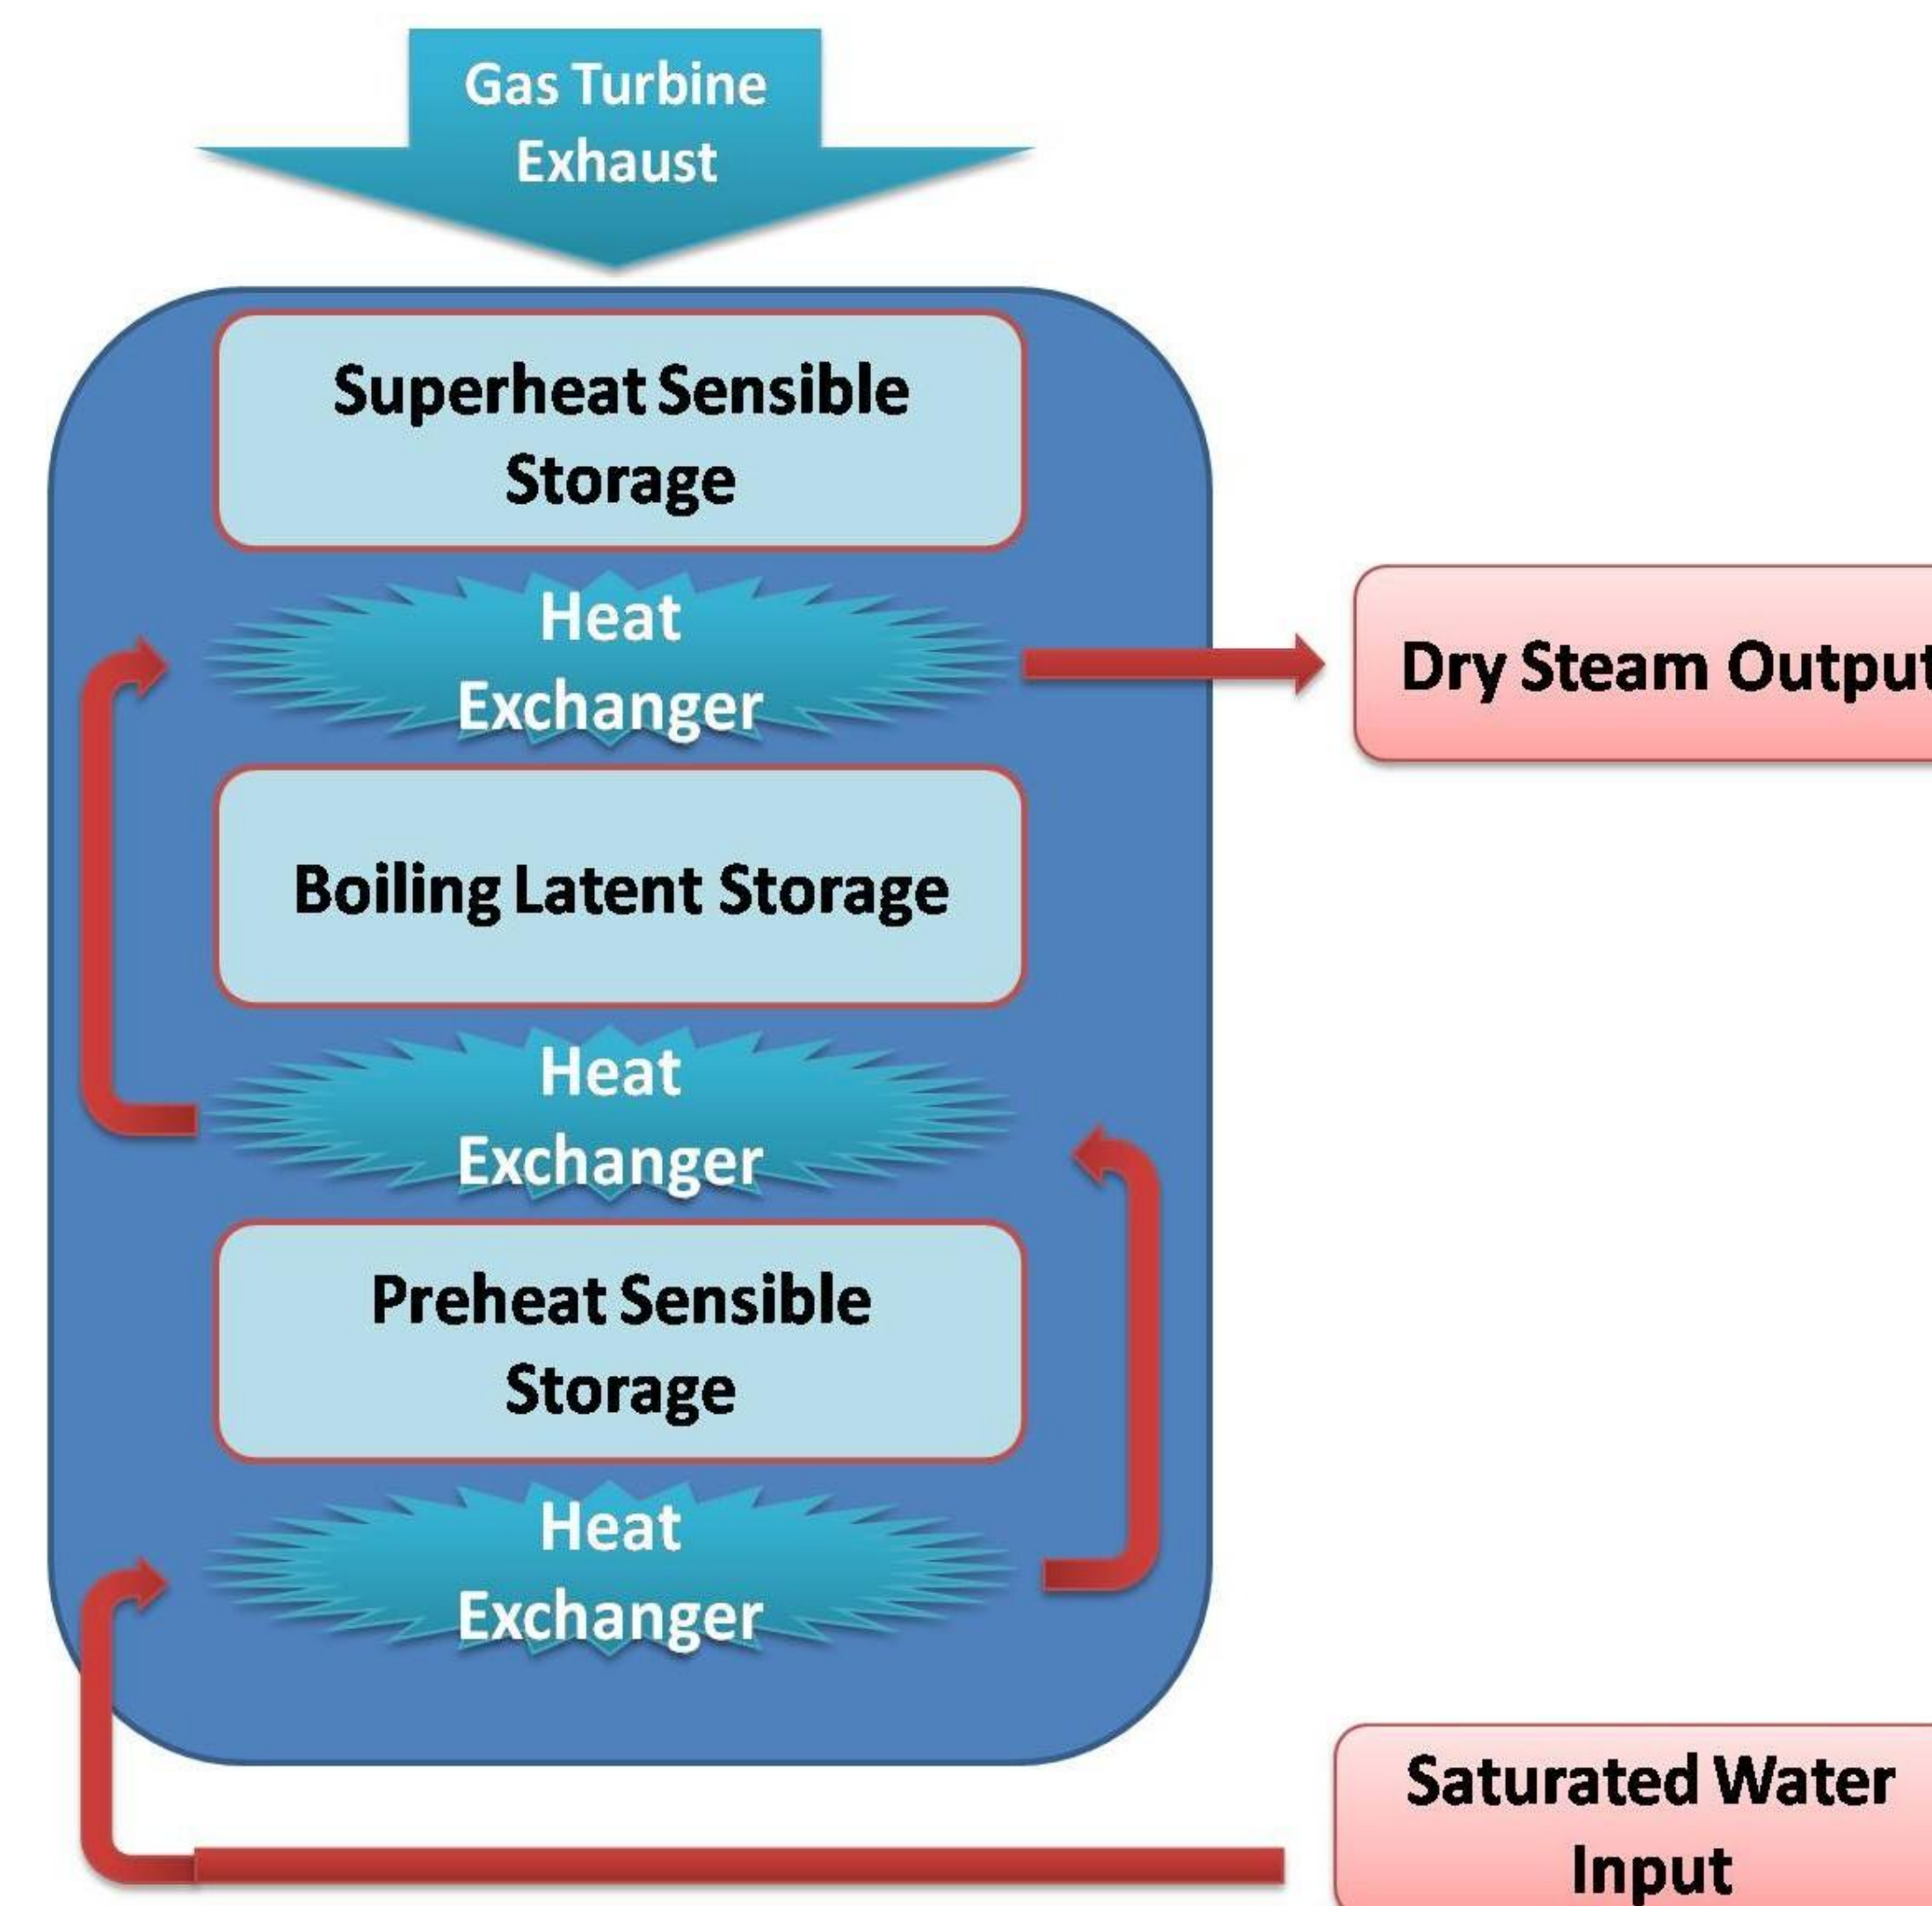 Gas Turbine
Exhaust
Superheat Sensible
Storage
Heat
Exchanger
Dry Steam Output
Boiling Latent Storage
Heat
Exchanger
Preheat Sensible
Storage
Heat
Exchanger
Saturated Water
Input